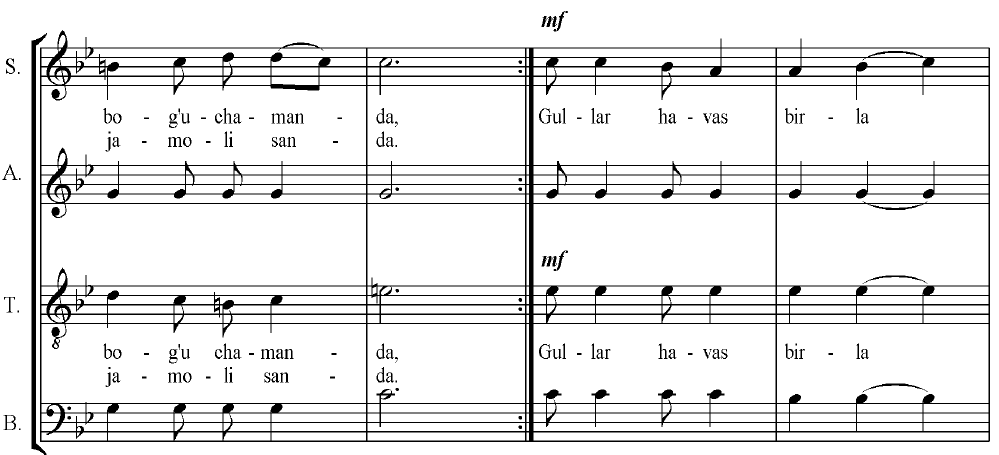 mf
S.
bo - g'u - cha - man - da, Gul - lar ha - vas bir - la
ja - mo - li san - da.
A.
mf
T.
8
bo - g'u cha - man - da, Gul - lar ha - vas bir - la
ja - mo - li san - da.
B.